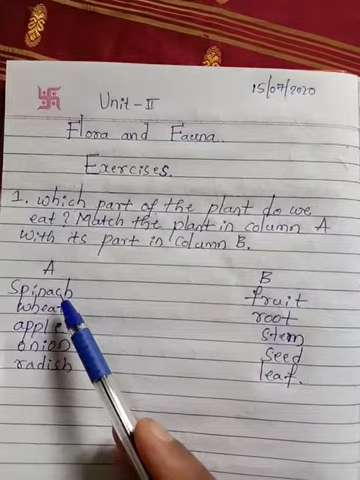 15/07/2020
Unit-II
Flora and Fauna.
Exercises.
1. which part of the plant do we
eat? Match the plant in column A
with its part in column B.
A B
Spinach fruit
wheat root
apple stem
onion seed
radish leaf.